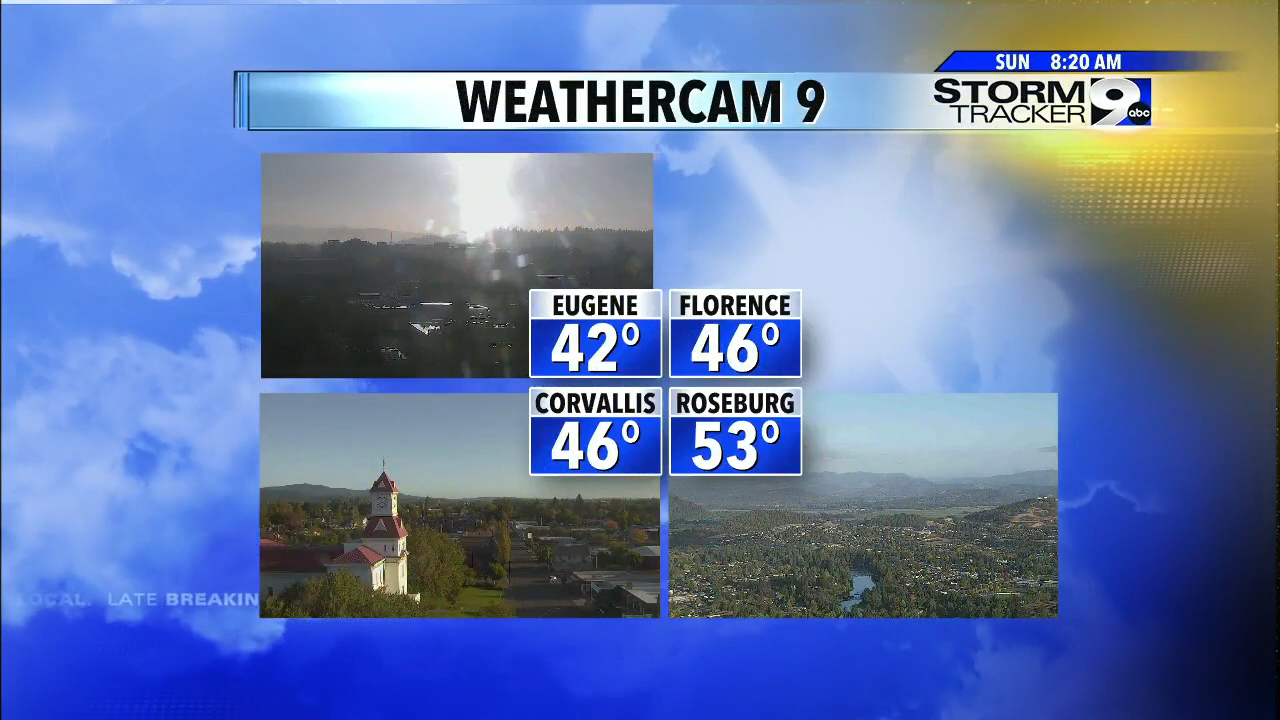 SUN 8:20 AM
WEATHERCAM 9
STORM
TRACKER 9
abc
EUGENE
42°
FLORENCE
46°
CORVALLIS
46°
ROSEBURG
53°
LOCAL. LATE BREAKIN